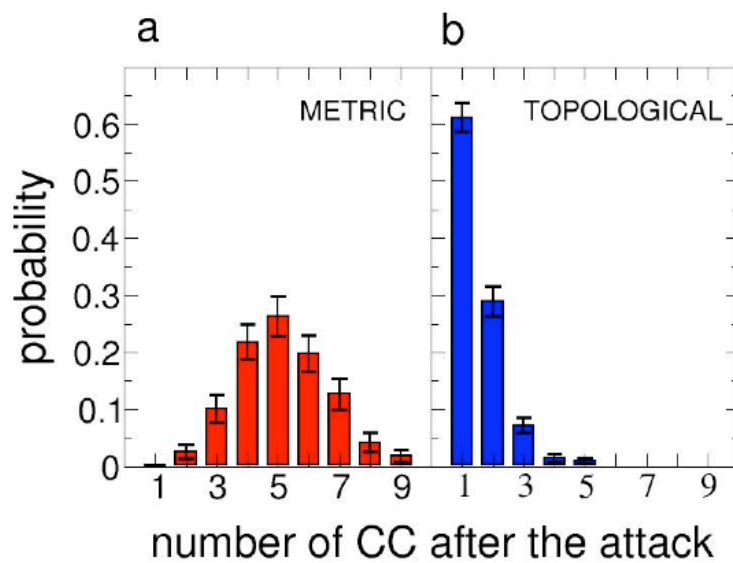 a
b
METRIC
TOPOLOGICAL
probability
0.6
0.5
0.4
0.3
0.2
0.1
0
1 3 5 7 9
1 3 5 7 9
number of CC after the attack